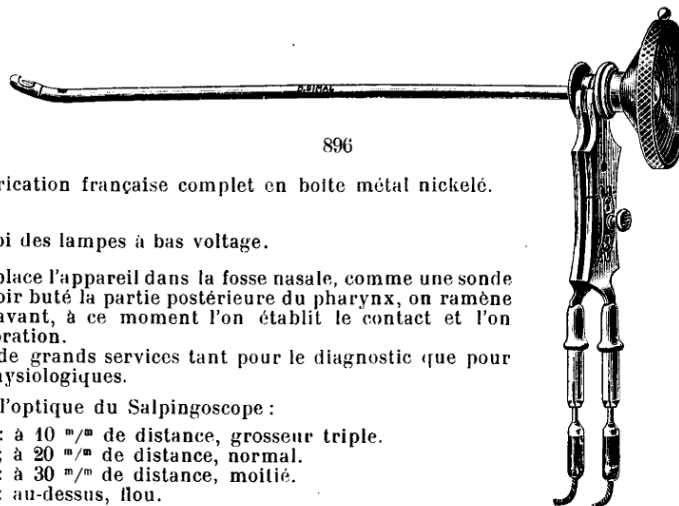 D. SIMAL
896
rication française complet en boîte métal nickelé.
oi des lampes à bas voltage.
place l'appareil dans la fosse nasale, comme une sonde
oir buté la partie postérieure du pharynx, on ramène
avant, à ce moment l'on établit le contact et l'on
oration.
de grands services tant pour le diagnostic que pour
hysiologiques.
l'optique du Salpingoscope :
: à 10 m/m de distance, grosseur triple.
; à 20 m/m de distance, normal.
: à 30 m/m de distance, moitié.
: au-dessus, flou.